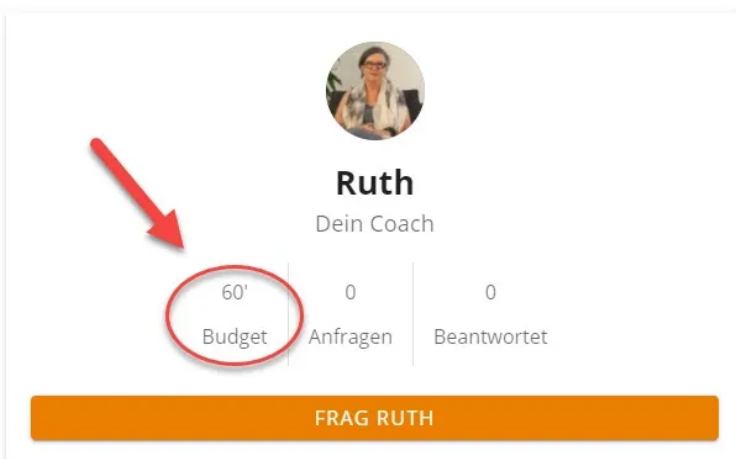 Ruth
Dein Coach
60' 0 0
Budget Anfragen Beantwortet
FRAG RUTH